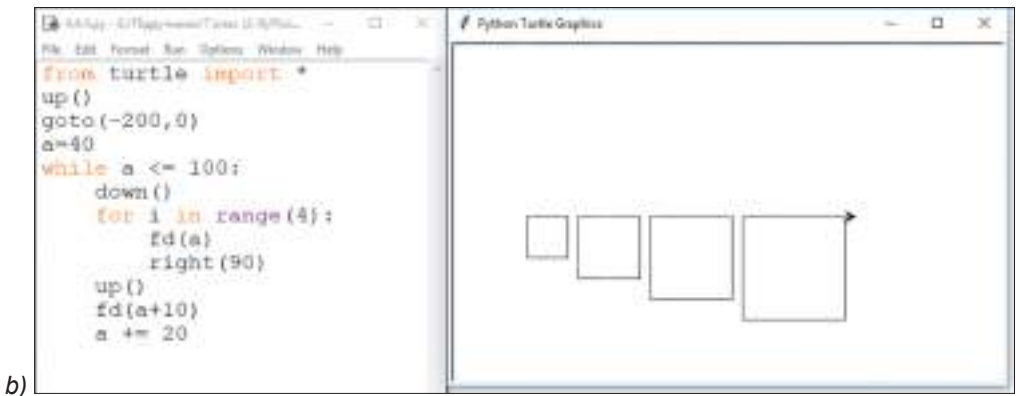 File Edit Format Run Options Window Help
from turtle import *
up()
goto(-200,0)
a=40
while a <= 100:
down()
for i in range(4):
fd(a)
right(90)
up()
fd(a+10)
a += 20
Python Turtle Graphics
b)